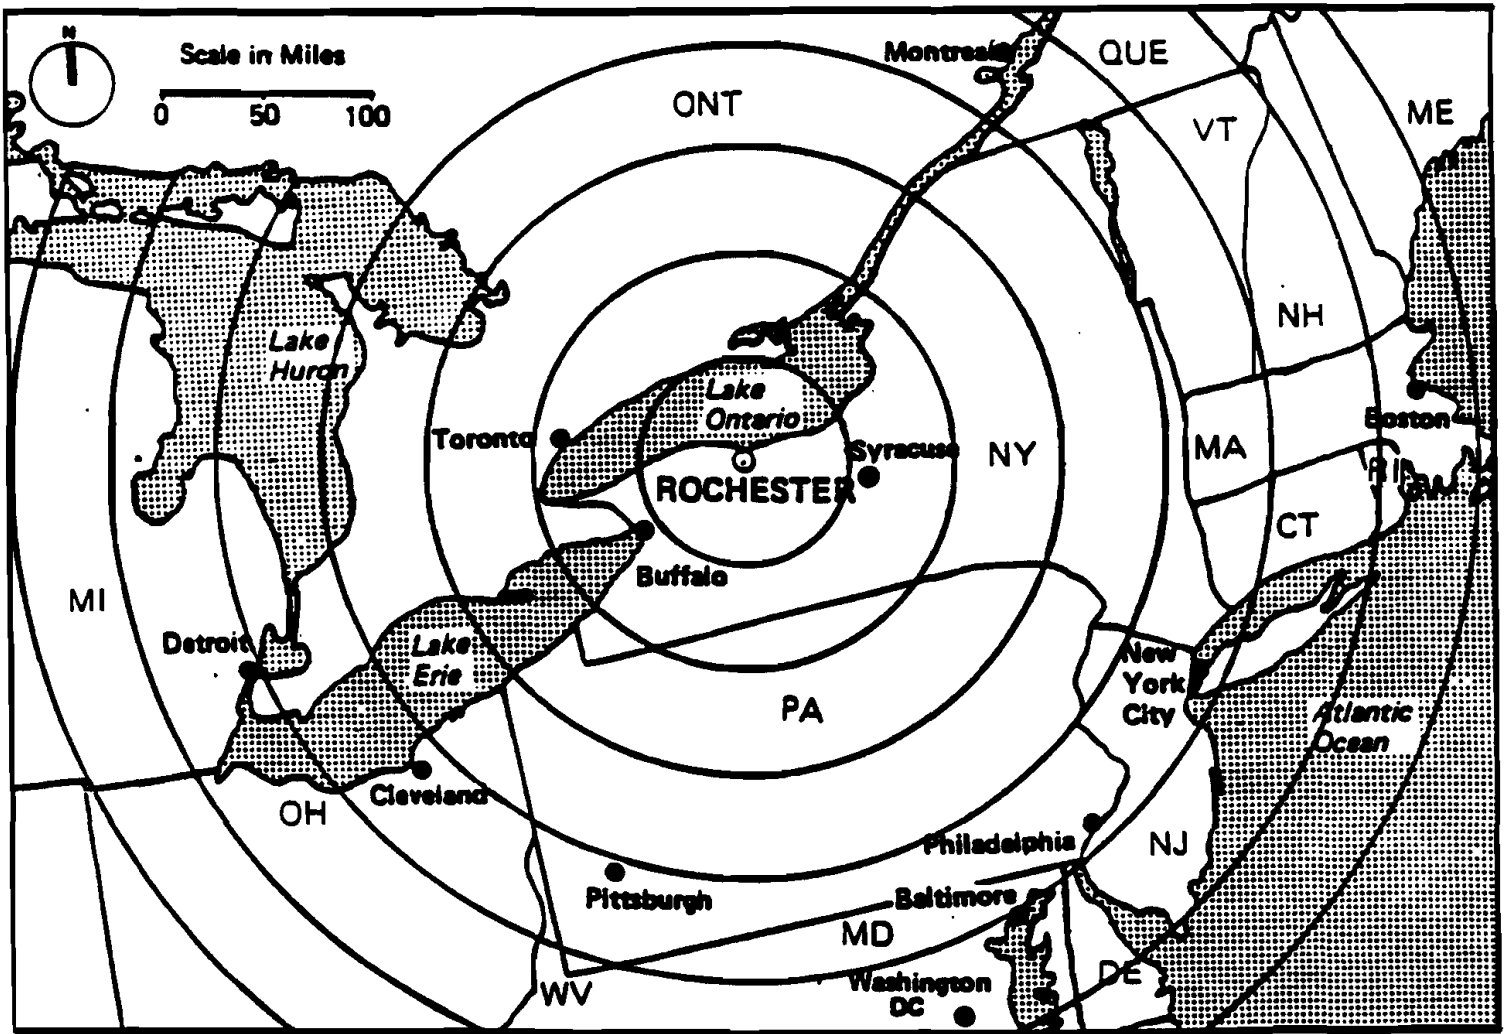 N
Scale in Miles
0 50 100
Montreal
QUE
ONT
VT
ME
Lake
Huron
NH
Lake
Ontario
Toronto
Syracuse
NY
MA
Boston
RI
ROCHESTER
CT
Buffalo
MI
Detroit
Lake
Erie
New
York
City
PA
Atlantic
Ocean
Cleveland
OH
Philadelphia
NJ
Pittsburgh
Baltimore
MD
WV
Washington
DC
DE